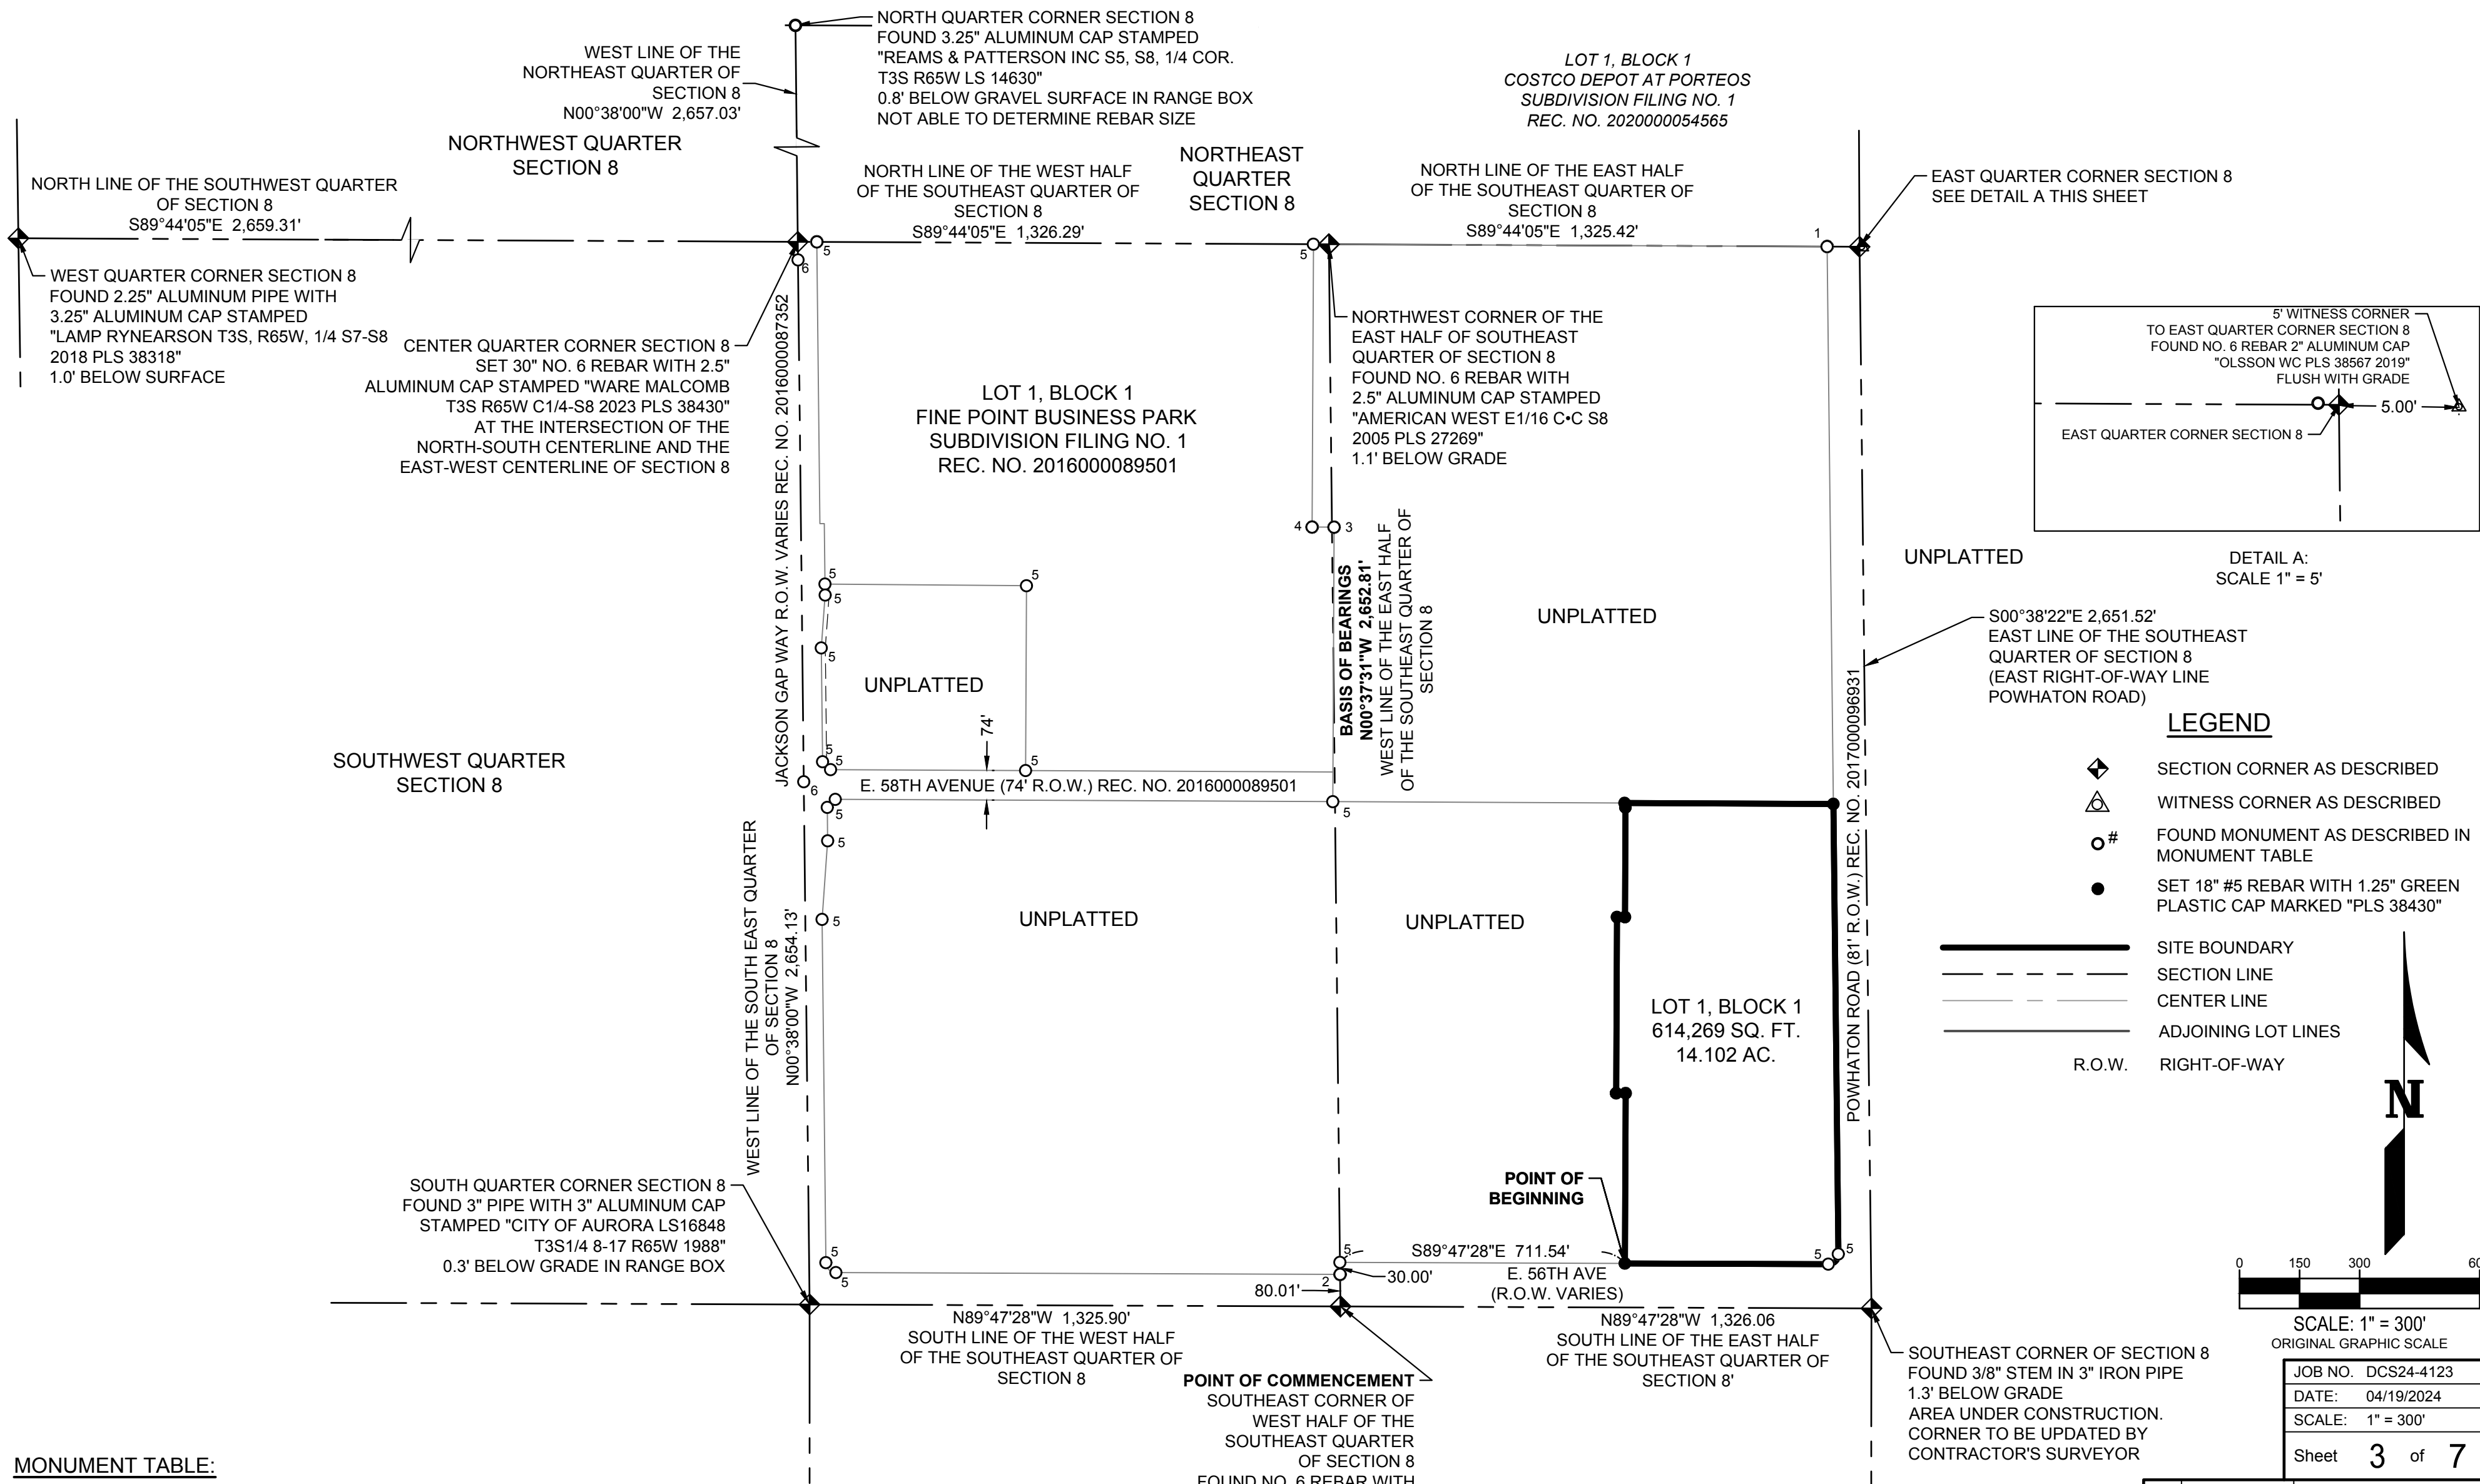 NORTH QUARTER CORNER SECTION 8
FOUND 3.25" ALUMINUM CAP STAMPED
"REAMS & PATTERSON INC S5, S8, 1/4 COR.
T3S R65W LS 14630"
0.8' BELOW GRAVEL SURFACE IN RANGE BOX
NOT ABLE TO DETERMINE REBAR SIZE
WEST LINE OF THE
NORTHEAST QUARTER OF
SECTION 8
N00°38'00"W 2,657.03'
LOT 1, BLOCK 1
COSTCO DEPOT AT PORTEOS
SUBDIVISION FILING NO. 1
REC. NO. 2020000054565
NORTHWEST QUARTER
SECTION 8
NORTHEAST
QUARTER
SECTION 8
NORTH LINE OF THE SOUTHWEST QUARTER
OF SECTION 8
S89°44'05"E 2,659.31'
NORTH LINE OF THE WEST HALF
OF THE SOUTHEAST QUARTER OF
SECTION 8
S89°44'05"E 1,326.29'
NORTH LINE OF THE EAST HALF
OF THE SOUTHEAST QUARTER OF
SECTION 8
S89°44'05"E 1,325.42'
EAST QUARTER CORNER SECTION 8
SEE DETAIL A THIS SHEET
5
6
5
1
WEST QUARTER CORNER SECTION 8
FOUND 2.25" ALUMINUM PIPE WITH
3.25" ALUMINUM CAP STAMPED
"LAMP RYNEARSON T3S, R65W, 1/4 S7-S8
2018 PLS 38318"
1.0' BELOW SURFACE
CENTER QUARTER CORNER SECTION 8
SET 30" NO. 6 REBAR WITH 2.5"
ALUMINUM CAP STAMPED "WARE MALCOMB
T3S R65W C1/4-S8 2023 PLS 38430"
AT THE INTERSECTION OF THE
NORTH-SOUTH CENTERLINE AND THE
EAST-WEST CENTERLINE OF SECTION 8
JACKSON GAP WAY R.O.W. VARIES REC. NO. 2016000087352
LOT 1, BLOCK 1
FINE POINT BUSINESS PARK
SUBDIVISION FILING NO. 1
REC. NO. 2016000089501
NORTHWEST CORNER OF THE
EAST HALF OF SOUTHEAST
QUARTER OF SECTION 8
FOUND NO. 6 REBAR WITH
2.5" ALUMINUM CAP STAMPED
"AMERICAN WEST E1/16 C•C S8
2005 PLS 27269"
1.1' BELOW GRADE
5' WITNESS CORNER
TO EAST QUARTER CORNER SECTION 8
FOUND NO. 6 REBAR 2" ALUMINUM CAP
"OLSSON WC PLS 38567 2019"
FLUSH WITH GRADE
5.00'
EAST QUARTER CORNER SECTION 8
DETAIL A:
SCALE 1" = 5'
4
3
BASIS OF BEARINGS
N00°37'31"W 2,652.81'
WEST LINE OF THE EAST HALF
OF THE SOUTHEAST QUARTER OF
SECTION 8
UNPLATTED
UNPLATTED
S00°38'22"E 2,651.52'
EAST LINE OF THE SOUTHEAST
QUARTER OF SECTION 8
(EAST RIGHT-OF-WAY LINE
POWHATON ROAD)
5
5
5
5
UNPLATTED
74'
5
5
5
6
E. 58TH AVENUE (74' R.O.W.) REC. NO. 2016000089501
5
5
5
5
SOUTHWEST QUARTER
SECTION 8
POWHATON ROAD (81' R.O.W.) REC. NO. 2017000096931
LEGEND
SECTION CORNER AS DESCRIBED
WITNESS CORNER AS DESCRIBED
#
FOUND MONUMENT AS DESCRIBED IN
MONUMENT TABLE
SET 18" #5 REBAR WITH 1.25" GREEN
PLASTIC CAP MARKED "PLS 38430"
SITE BOUNDARY
SECTION LINE
CENTER LINE
ADJOINING LOT LINES
R.O.W. RIGHT-OF-WAY
WEST LINE OF THE SOUTH EAST QUARTER
OF SECTION 8
N00°38'00"W 2,654.13'
UNPLATTED
UNPLATTED
LOT 1, BLOCK 1
614,269 SQ. FT.
14.102 AC.
N
POINT OF
BEGINNING
SOUTH QUARTER CORNER SECTION 8
FOUND 3" PIPE WITH 3" ALUMINUM CAP
STAMPED "CITY OF AURORA LS16848
T3S1/4 8-17 R65W 1988"
0.3' BELOW GRADE IN RANGE BOX
5
5
5
2
S89°47'28"E 711.54'
30.00'
80.01'
E. 56TH AVE
(R.O.W. VARIES)
5
5
N89°47'28"W 1,325.90'
SOUTH LINE OF THE WEST HALF
OF THE SOUTHEAST QUARTER OF
SECTION 8
N89°47'28"W 1,326.06
SOUTH LINE OF THE EAST HALF
OF THE SOUTHEAST QUARTER OF
SECTION 8'
POINT OF COMMENCEMENT
SOUTHEAST CORNER OF
WEST HALF OF THE
SOUTHEAST QUARTER
OF SECTION 8
FOUND NO. 6 REBAR WITH
SOUTHEAST CORNER OF SECTION 8
FOUND 3/8" STEM IN 3" IRON PIPE
1.3' BELOW GRADE
AREA UNDER CONSTRUCTION.
CORNER TO BE UPDATED BY
CONTRACTOR'S SURVEYOR
0 150 300
SCALE: 1" = 300'
ORIGINAL GRAPHIC SCALE
JOB NO. DCS24-4123
DATE: 04/19/2024
SCALE: 1" = 300'
Sheet 3 of 7
MONUMENT TABLE: